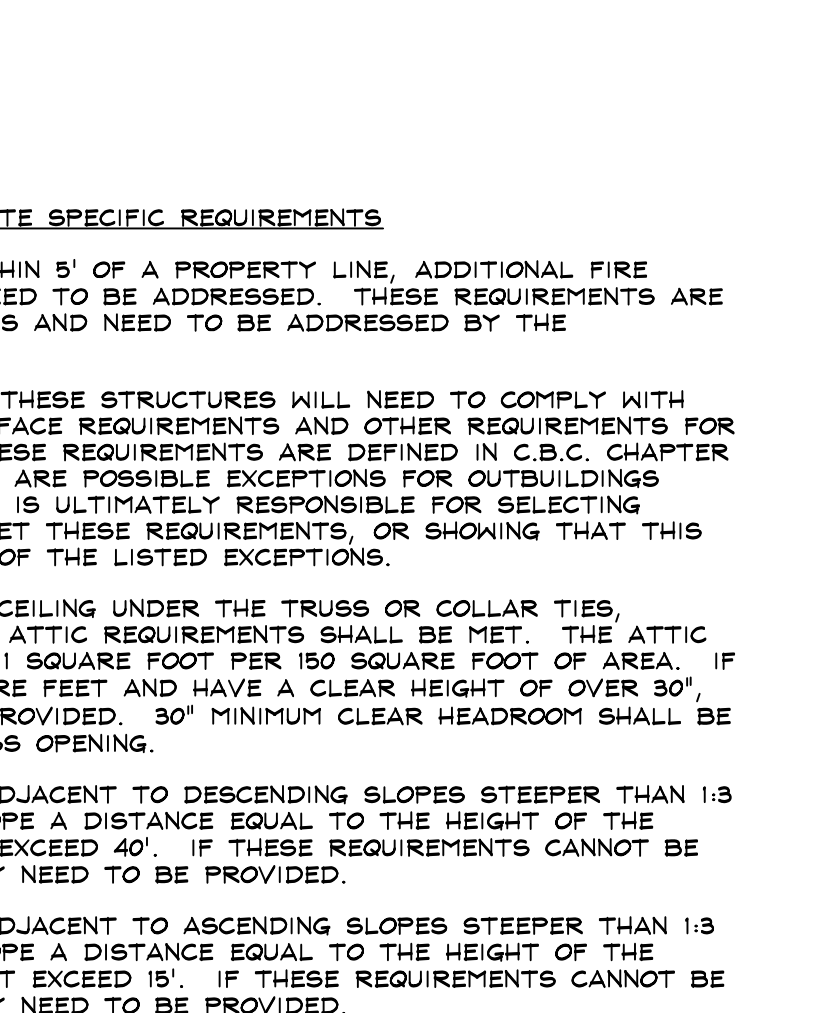 TE SPECIFIC REQUIREMENTS
HIN 5' OF A PROPERTY LINE, ADDITIONAL FIRE
EED TO BE ADDRESSED. THESE REQUIREMENTS ARE
S AND NEED TO BE ADDRESSED BY THE
THESE STRUCTURES WILL NEED TO COMPLY WITH
FACE REQUIREMENTS AND OTHER REQUIREMENTS FOR
ESE REQUIREMENTS ARE DEFINED IN C.B.C. CHAPTER
ARE POSSIBLE EXCEPTIONS FOR OUTBUILDINGS
IS ULTIMATELY RESPONSIBLE FOR SELECTING
ET THESE REQUIREMENTS, OR SHOWING THAT THIS
OF THE LISTED EXCEPTIONS.
CEILING UNDER THE TRUSS OR COLLAR TIES,
ATTIC REQUIREMENTS SHALL BE MET. THE ATTIC
1 SQUARE FOOT PER 150 SQUARE FOOT OF AREA. IF
RE FEET AND HAVE A CLEAR HEIGHT OF OVER 30",
ROVIDED. 30" MINIMUM CLEAR HEADROOM SHALL BE
SS OPENING.
DJACENT TO DESCENDING SLOPES STEEPER THAN 1:3
PE A DISTANCE EQUAL TO THE HEIGHT OF THE
EXCEED 40'. IF THESE REQUIREMENTS CANNOT BE
Y NEED TO BE PROVIDED.
DJACENT TO ASCENDING SLOPES STEEPER THAN 1:3
PE A DISTANCE EQUAL TO THE HEIGHT OF THE
T EXCEED 15'. IF THESE REQUIREMENTS CANNOT BE
Y NEED TO BE PROVIDED.